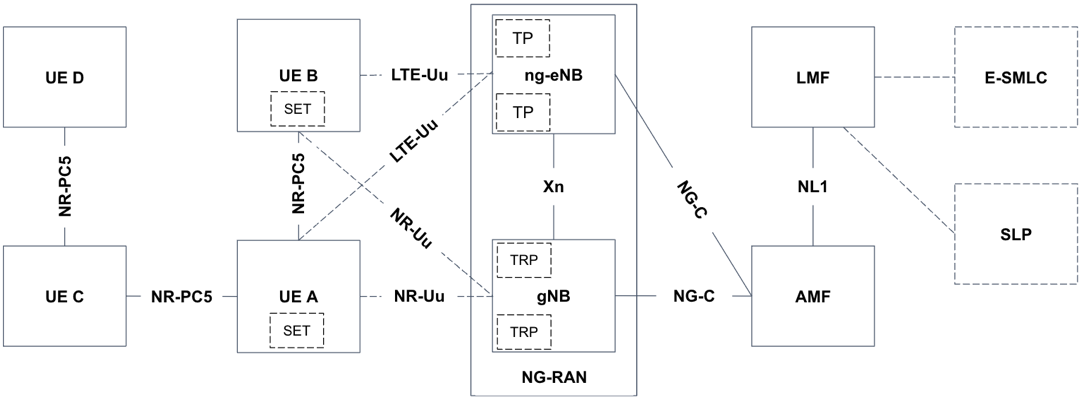 UE D
UE B
SET
LTE-Uu
TP
ng-eNB
TP
LMF
E-SMLC
NR-PC5
NR-PC5
LTE-Uu
NR-Uu
Xn
NG-C
NL1
SLP
UE C
NR-PC5
UE A
SET
NR-Uu
TRP
gNB
TRP
NG-RAN
NG-C
AMF